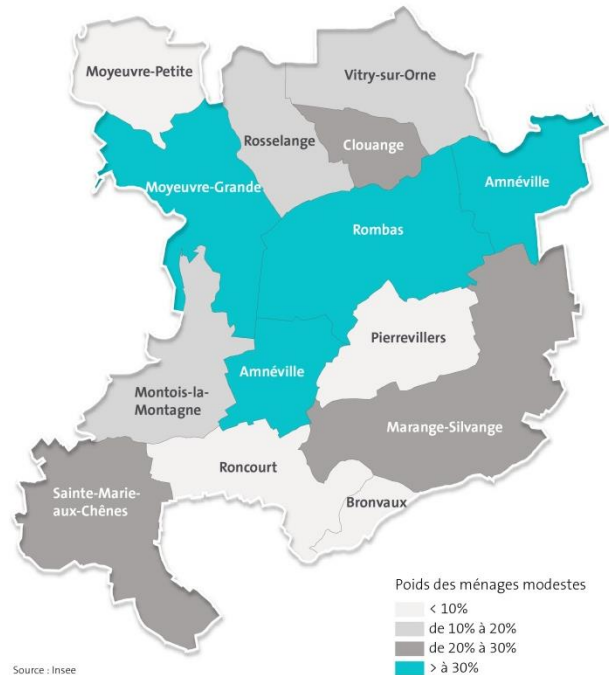 Moyeuvre-Petite
Vitry-sur-Orne
Rosselange
Clouange
Moyeuvre-Grande
Amnéville
Rombas
Pierrevillers
Amnéville
Montois-la-
Montagne
Marange-Silvange
Roncourt
Sainte-Marie-
aux-Chênes
Bronvaux
Poids des ménages modestes
< 10%
de 10% à 20%
de 20% à 30%
> à 30%
Source : Insee